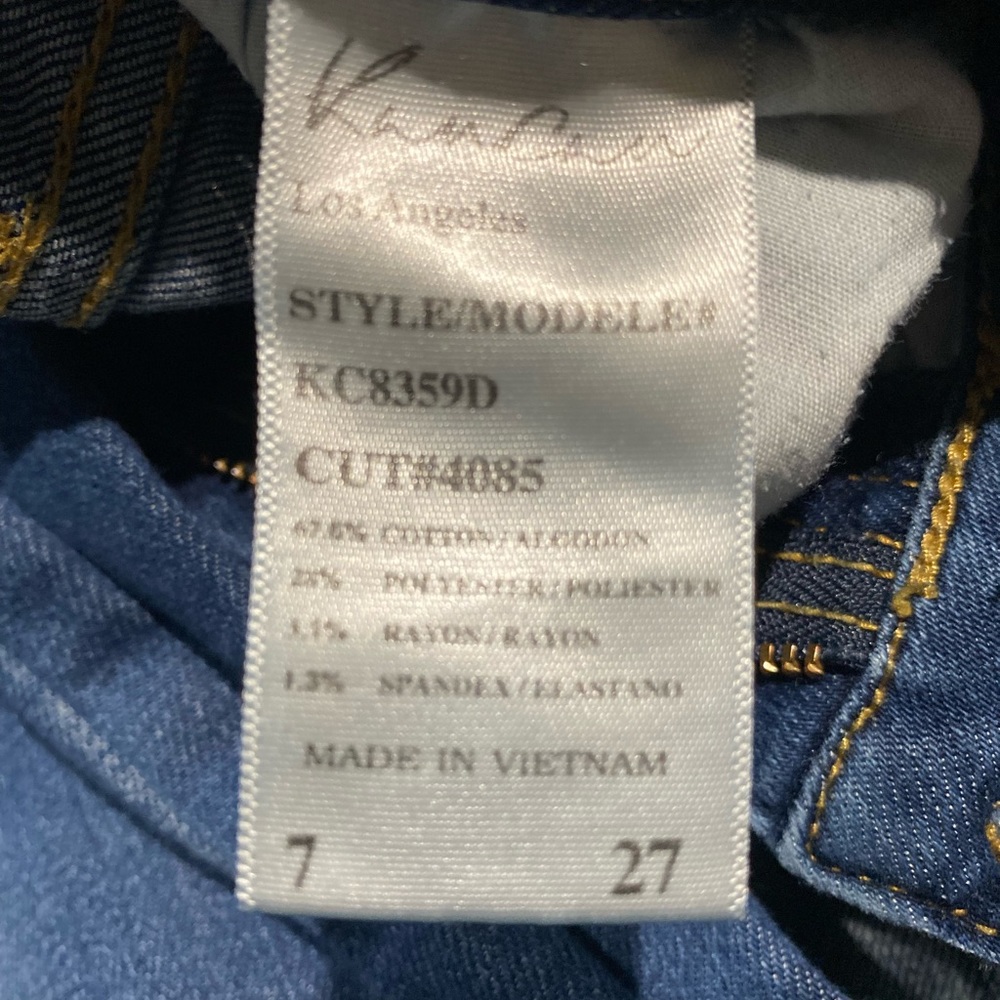 KanCan
Los Angeles
STYLE/MODELE#
KC8359D
CUT#4085
COTTON/ALGODON
POLYESTER/POLIESTER
RAYON/RAYON
1.3% SPANDEX/ELASTANO
MADE IN VIETNAM
7 27